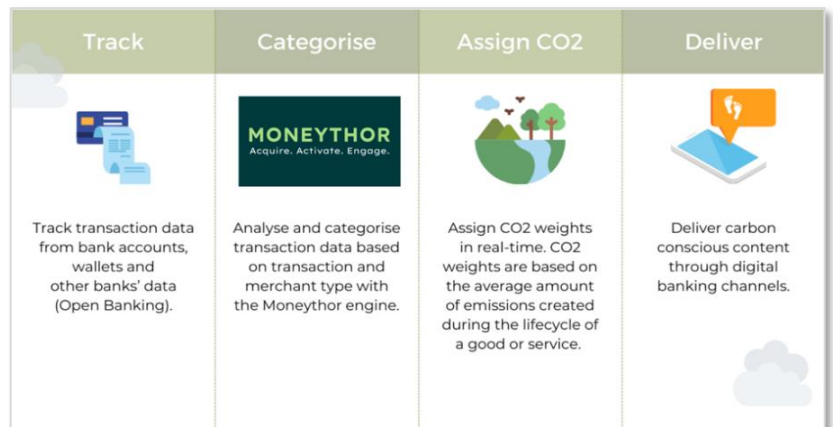 Track
Categorise
Assign CO2
Deliver
MONEYTHOR
Acquire. Activate. Engage.
Track transaction data
from bank accounts,
wallets and
other banks' data
(Open Banking).
Analyse and categorise
transaction data based
on transaction and
merchant type with
the Moneythor engine.
Assign CO2 weights
in real-time. CO2
weights are based on
the average amount
of emissions created
during the lifecycle of
a good or service.
Deliver carbon
conscious content
through digital
banking channels.